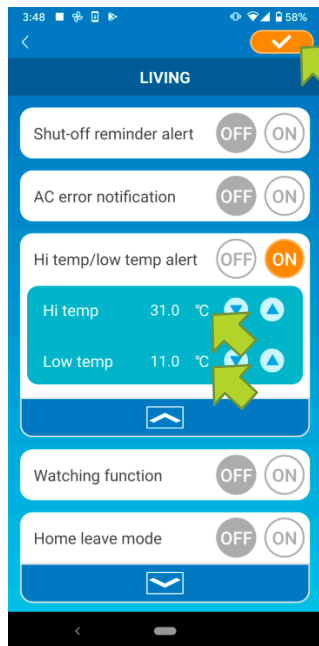 3:48 58%
LIVING
Shut-off reminder alert OFF ON
AC error notification OFF ON
Hi temp/low temp alert OFF ON
Hi temp 31.0 ℃
Low temp 11.0 ℃
Watching function OFF ON
Home leave mode OFF ON